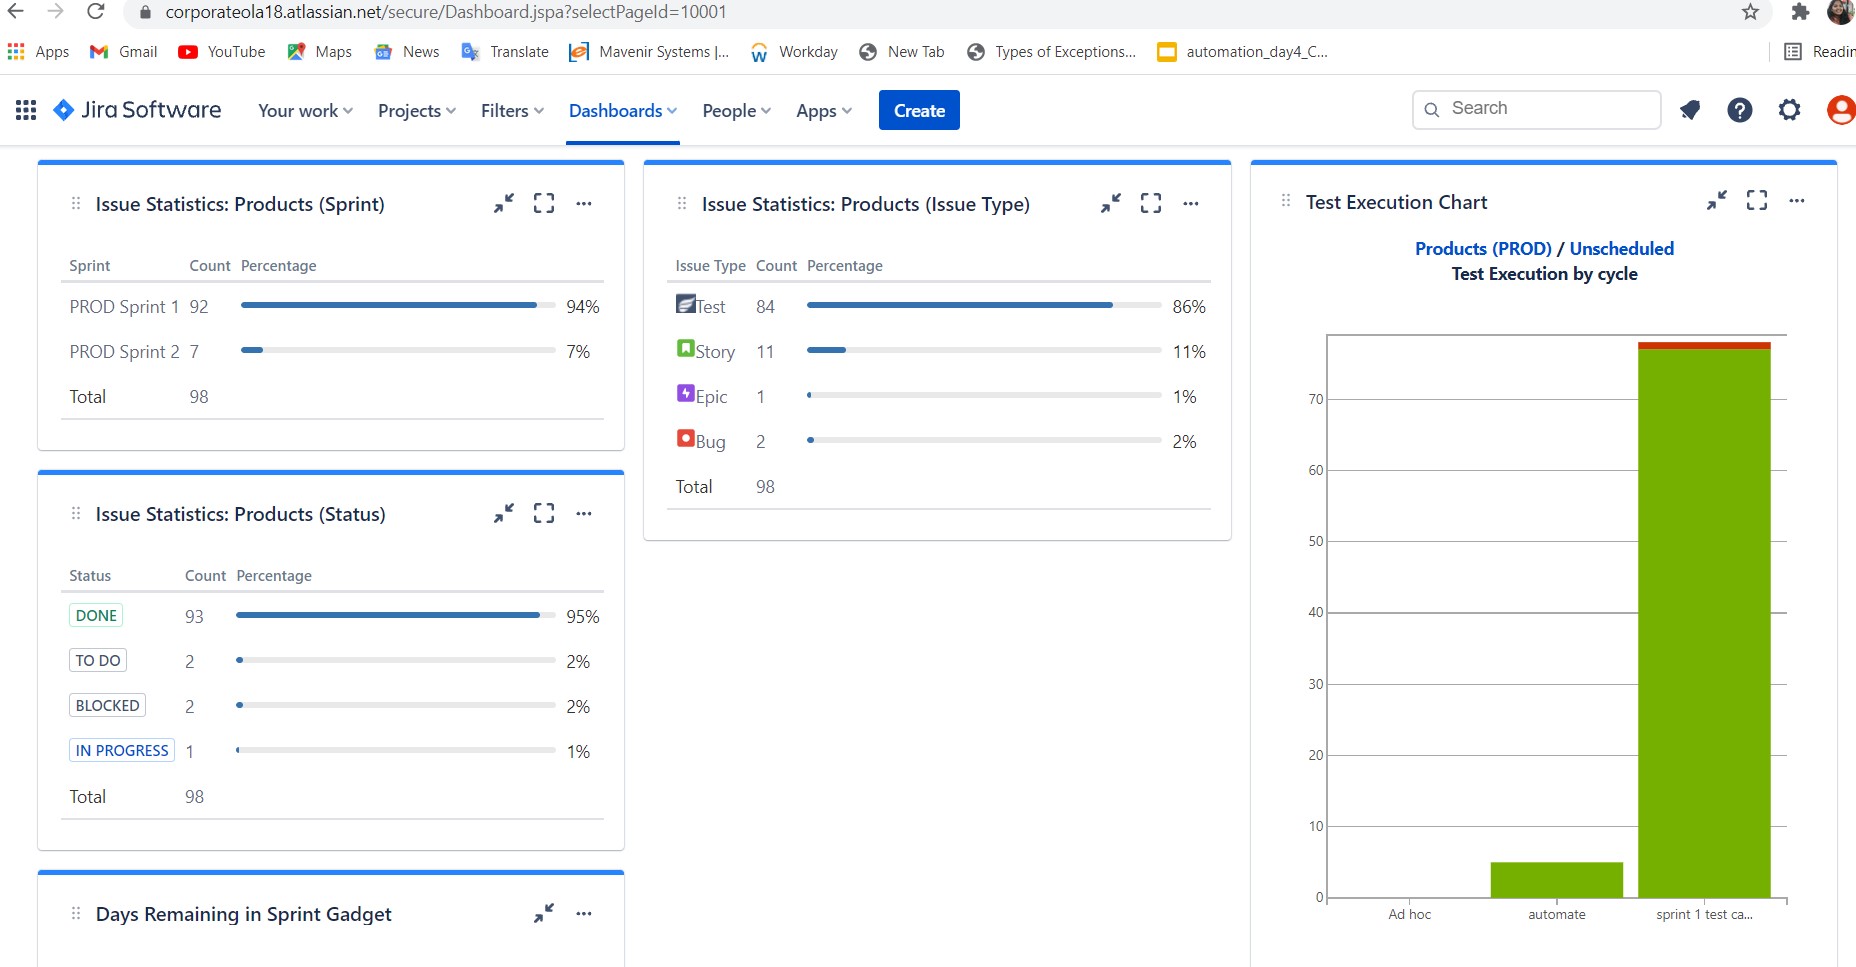 corporateola18.atlassian.net/secure/Dashboard.jspa?selectPageId=10001
Apps Gmail YouTube Maps News Translate Mavenir Systems |... Workday New Tab Types of Exceptions... automation_day4_C... Readin
Jira Software Your work Projects Filters Dashboards People Apps Create Search
Issue Statistics: Products (Sprint)
Sprint Count Percentage
PROD Sprint 1 92 94%
PROD Sprint 2 7 7%
Total 98
Issue Statistics: Products (Status)
Status Count Percentage
DONE 93 95%
TO DO 2 2%
BLOCKED 2 2%
IN PROGRESS 1 1%
Total 98
Days Remaining in Sprint Gadget
Issue Statistics: Products (Issue Type)
Issue Type Count Percentage
Test 84 86%
Story 11 11%
Epic 1 1%
Bug 2 2%
Total 98
Test Execution Chart
Products (PROD) / Unscheduled
Test Execution by cycle
70
60
50
40
30
20
10
0
Ad hoc automate sprint 1 test ca...